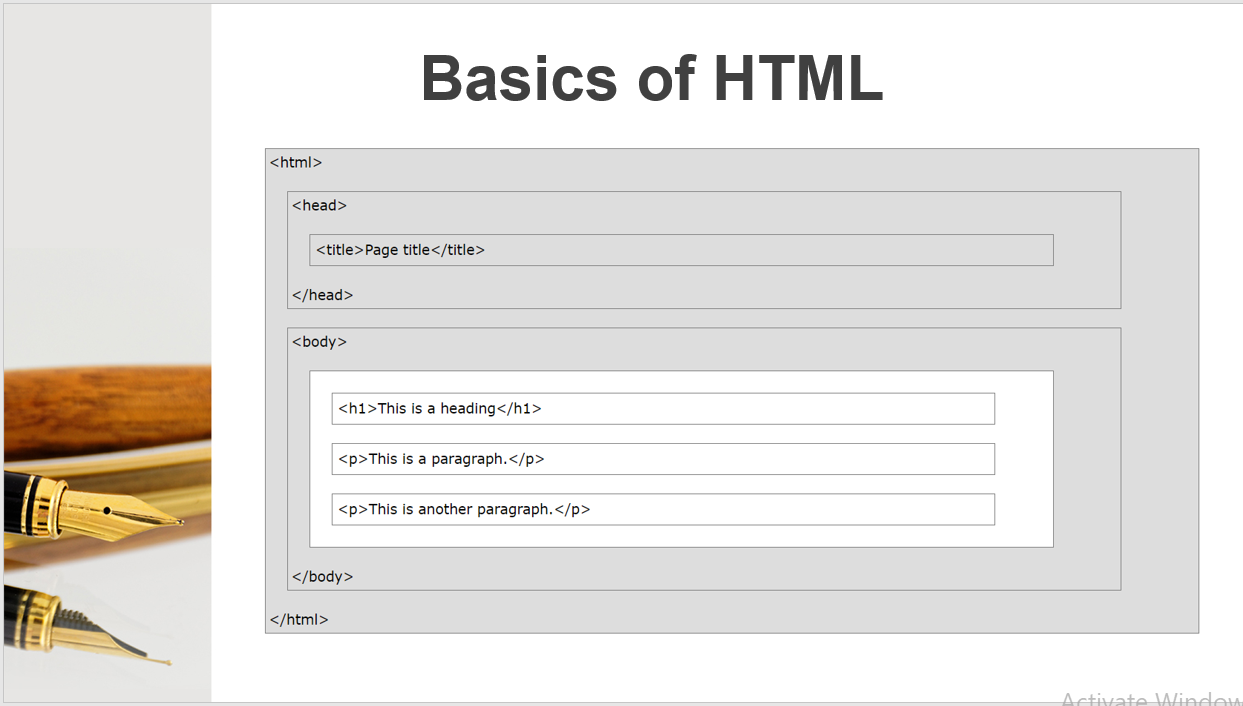 Basics of HTML
<html>
<head>
<title>Page title</title>
</head>
<body>
<h1>This is a heading</h1>
<p>This is a paragraph.</p>
<p>This is another paragraph.</p>
</body>
</html>
Activate Window